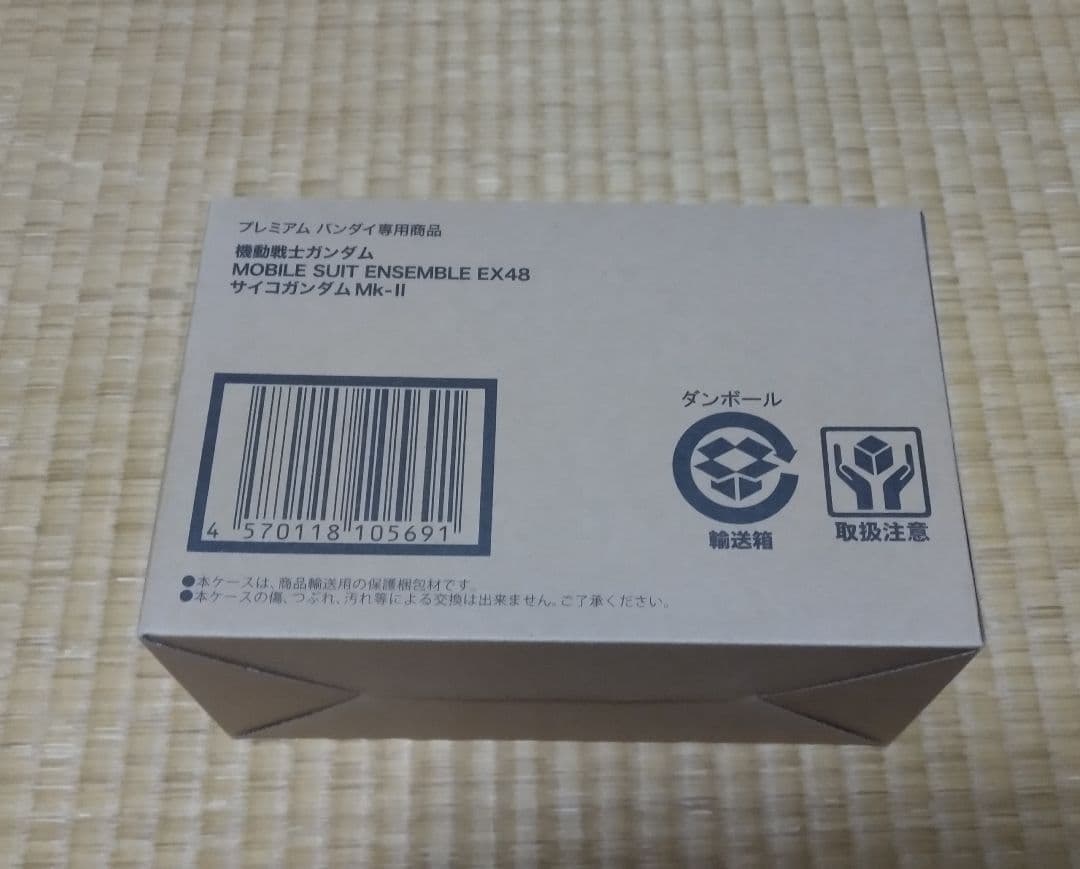 プレミアム バンダイ専用商品
機動戦士ガンダム
MOBILE SUIT ENSEMBLE EX48
サイコガンダムMk-II
ダンボール
輸送箱
取扱注意
4 570118 105691
●本ケースは、商品輸送用の保護梱包材です。
●本ケースの傷、つぶれ、汚れ等による交換は出来ません。ご了承ください。